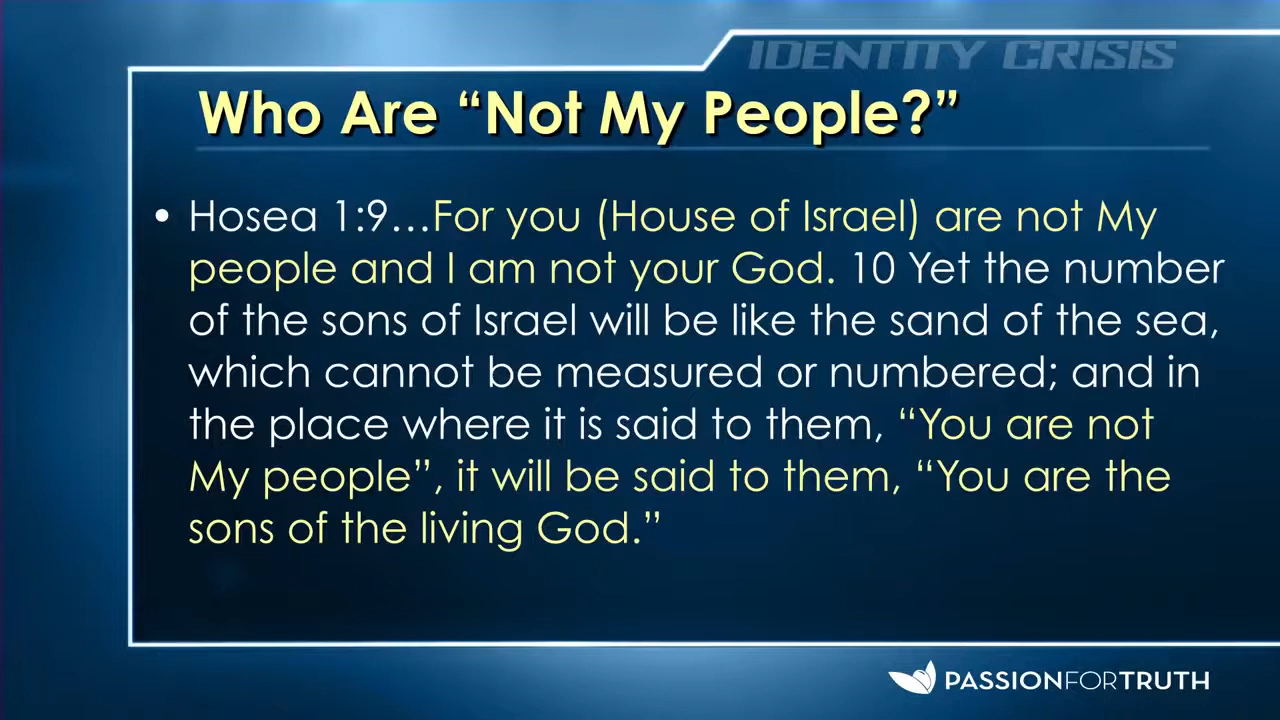 IDENTITY CRISIS
Who Are “Not My People?”
• Hosea 1:9…For you (House of Israel) are not My
people and I am not your God. 10 Yet the number
of the sons of Israel will be like the sand of the sea,
which cannot be measured or numbered; and in
the place where it is said to them, “You are not
My people”, it will be said to them, “You are the
sons of the living God.”
PASSIONFORTRUTH